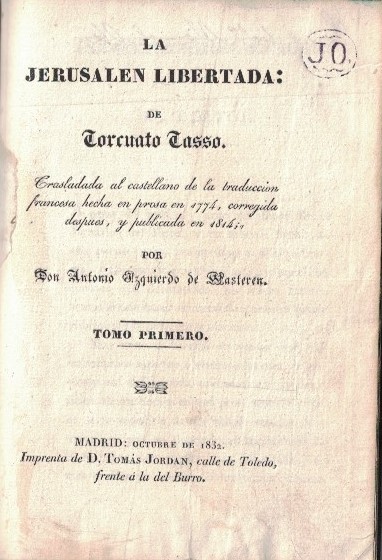 LA
J.O.
JERUSALEN LIBERTADA:
DE
Torcuato Tasso.
Trasladada al castellano de la traduccion
francesa hecha en prosa en 1774, corregida
despues, y publicada en 1814;,
POR
Don Antonio Izquierdo de Wasteren.
TOMO PRIMERO.
MADRID: OCTUBRE DE 1832.
Imprenta de D. TOMÁS JORDAN, calle de Toledo,
frente á la del Burro.